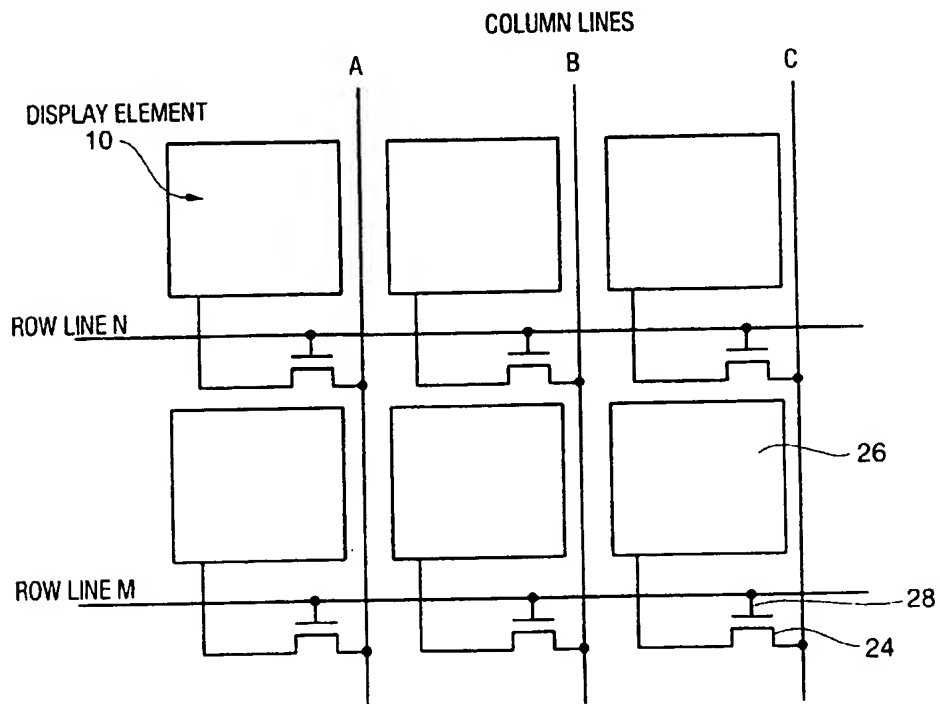 COLUMN LINES
A B C
DISPLAY ELEMENT
10
ROW LINE N
26
ROW LINE M
28
24